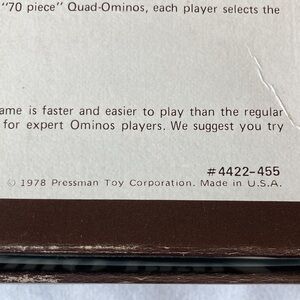 "70 piece" Quad-Ominos, each player selects the
ame is faster and easier to play than the regular
for expert Ominos players. We suggest you try
#4422-455
© 1978 Pressman Toy Corporation. Made in U.S.A.